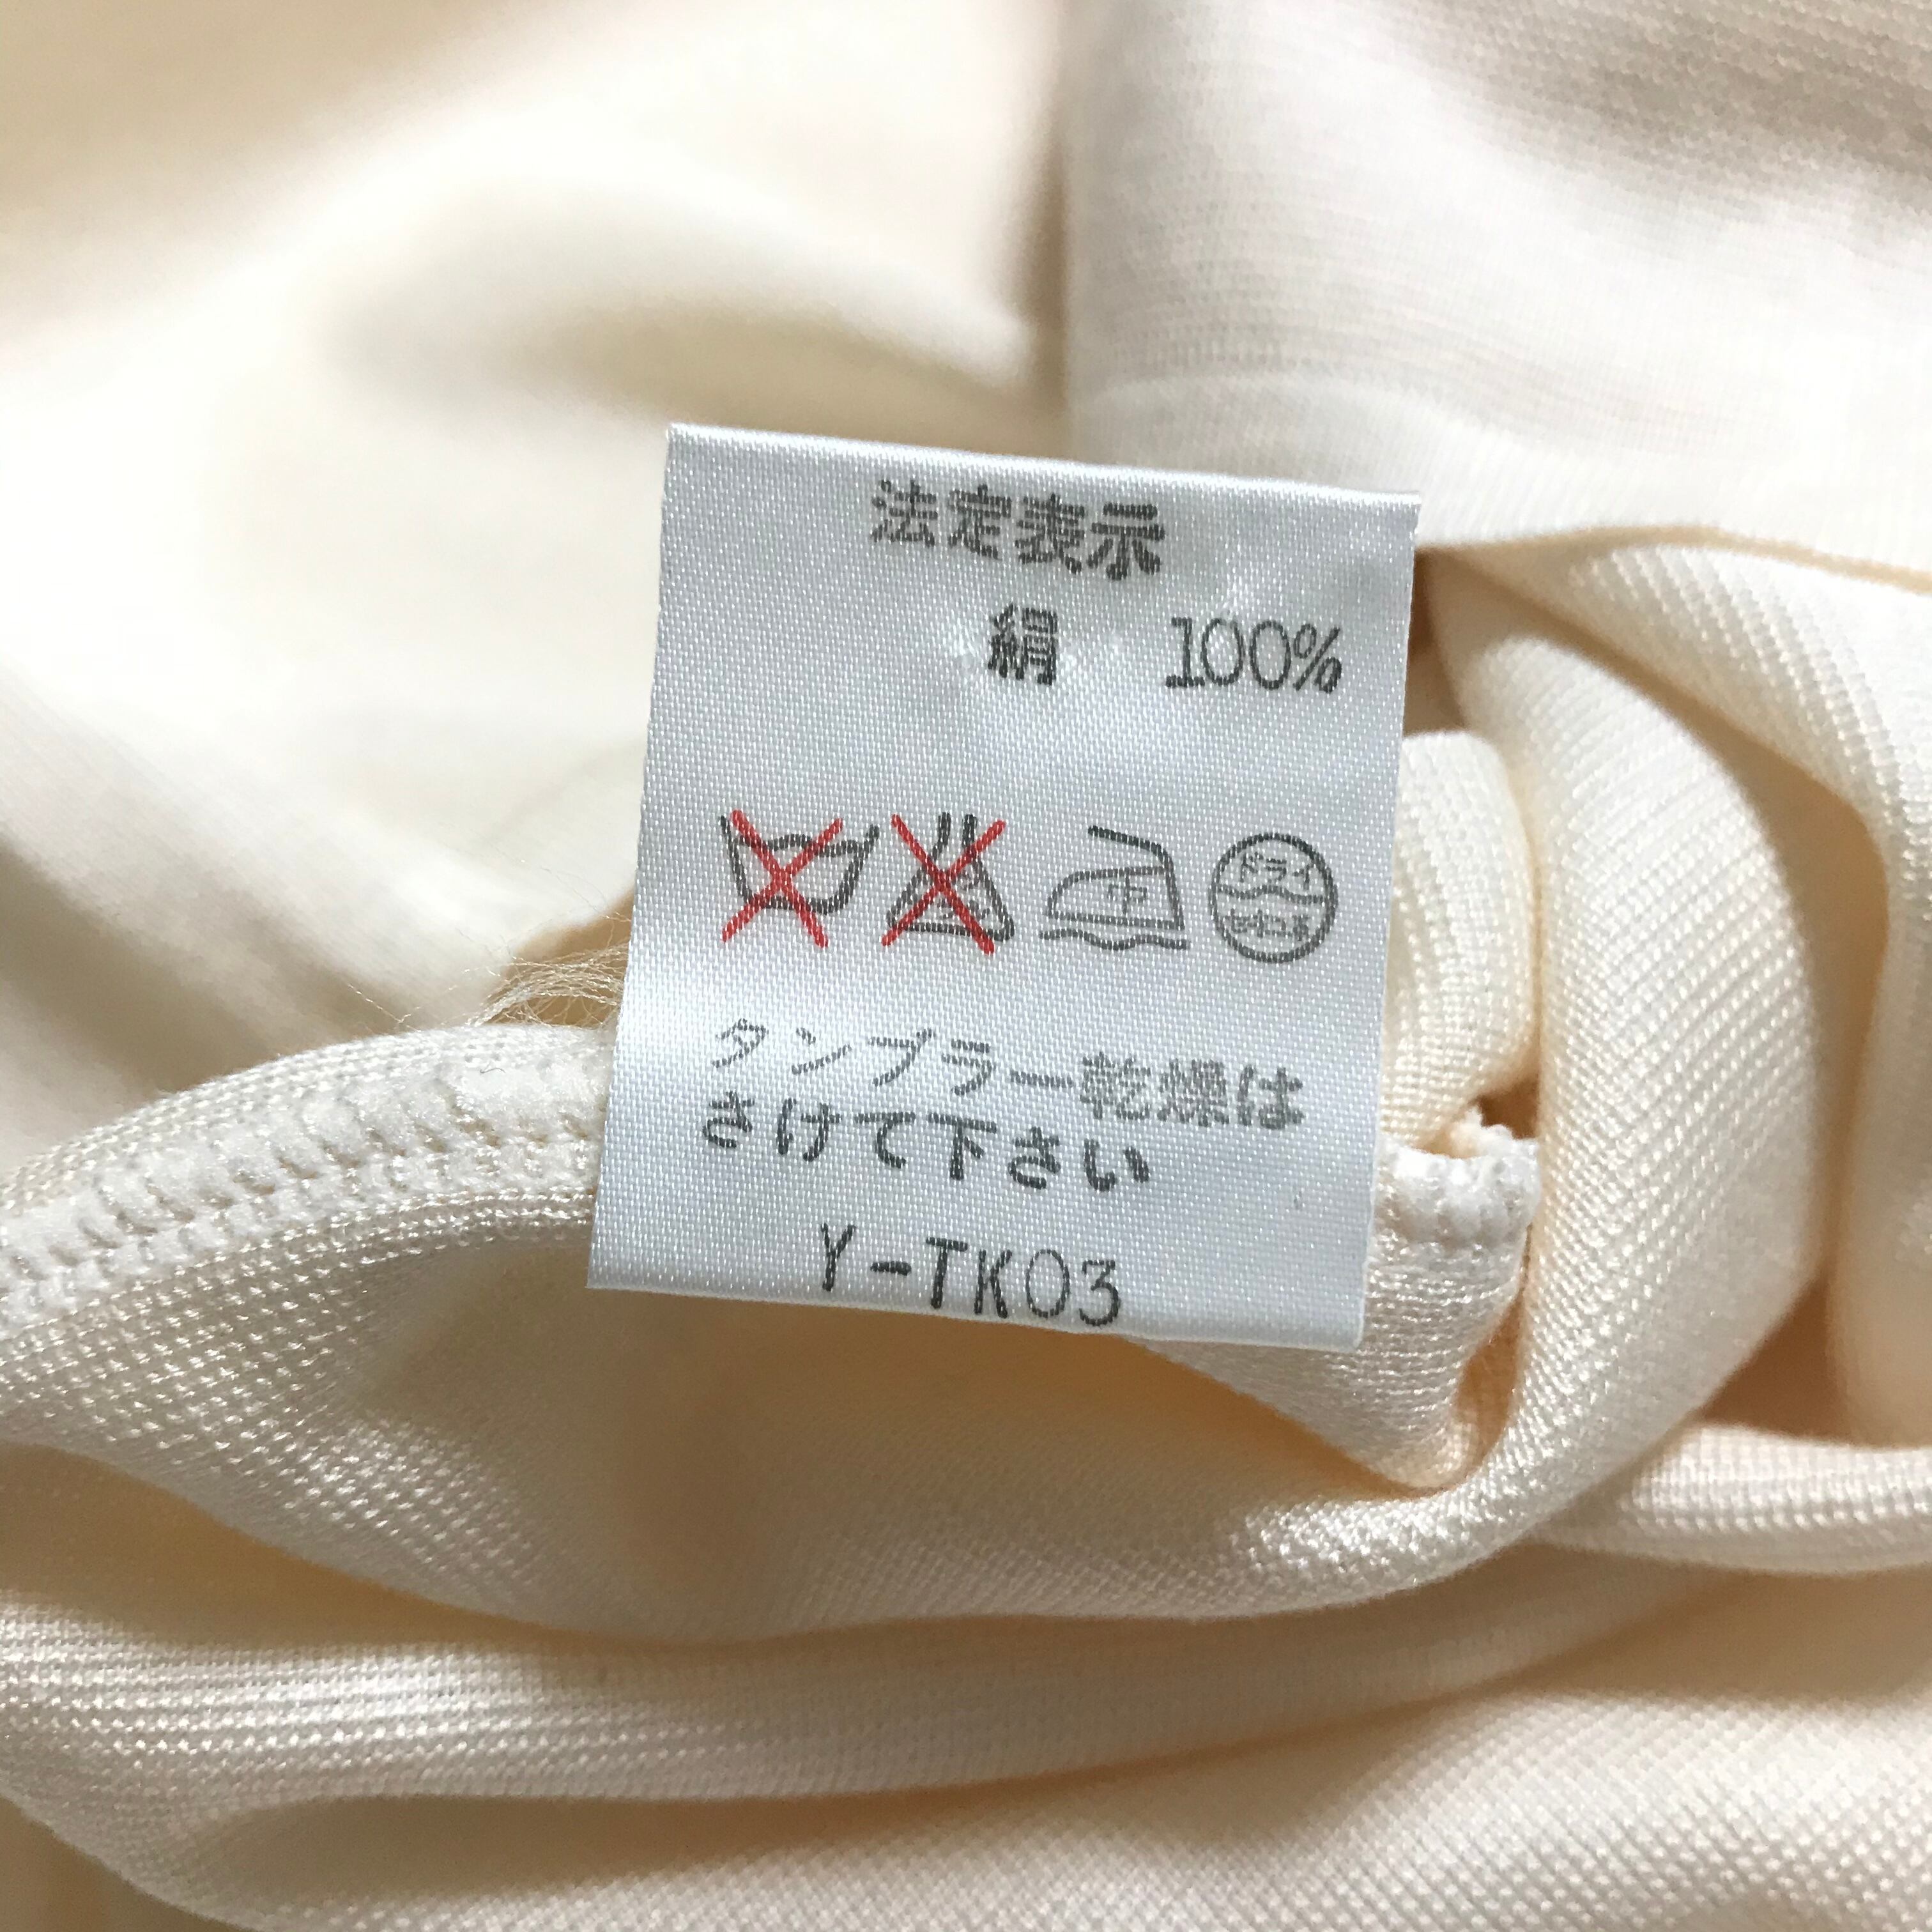 法定表示
絹 100%
中 ドライ
セキユ系
タンブラー乾燥は
さけて下さい
Y-TK03